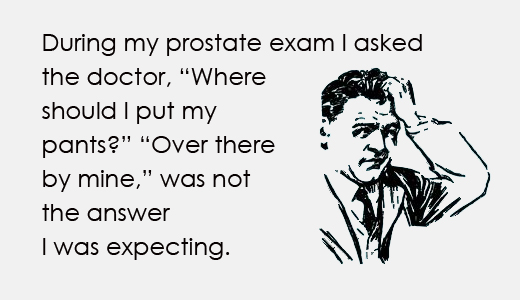 During my prostate exam I asked
the doctor, “Where
should I put my
pants?” “Over there
by mine,” was not
the answer
I was expecting.